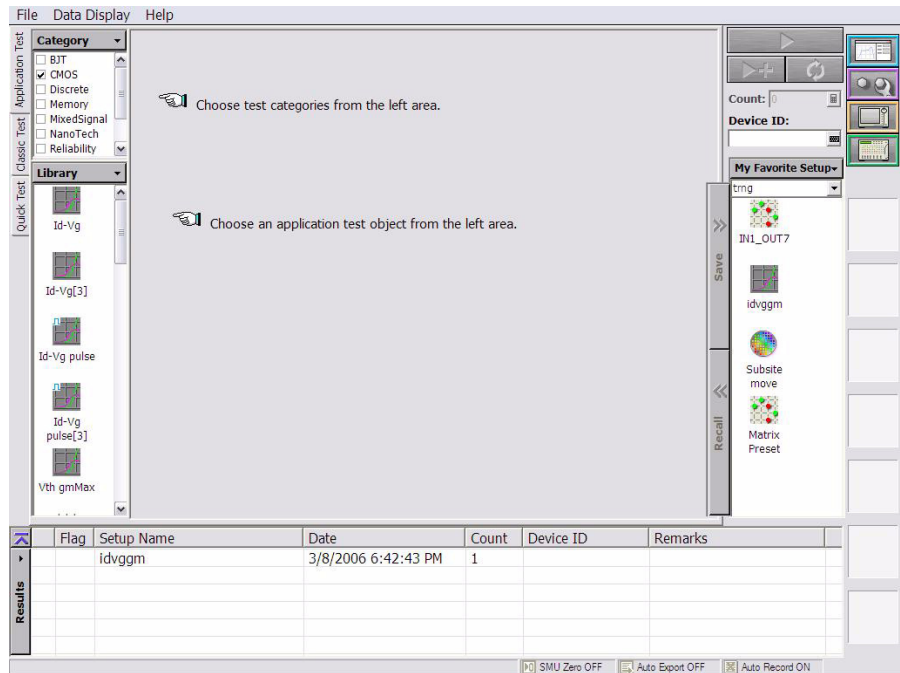 File Data Display Help
Application Test
Classic Test
Quick Test
Category
BJT
CMOS
Discrete
Memory
MixedSignal
NanoTech
Reliability
Library
Id-Vg
Id-Vg[3]
Id-Vg pulse
Id-Vg
pulse[3]
Vth gmMax
Choose test categories from the left area.
Choose an application test object from the left area.
Save
Recall
Count: 0
Device ID:
My Favorite Setup
trng
IN1_OUT7
idvggm
Subsite
move
Matrix
Preset
Results
Flag Setup Name Date Count Device ID Remarks
idvggm 3/8/2006 6:42:43 PM 1
SMU Zero OFF Auto Export OFF Auto Record ON